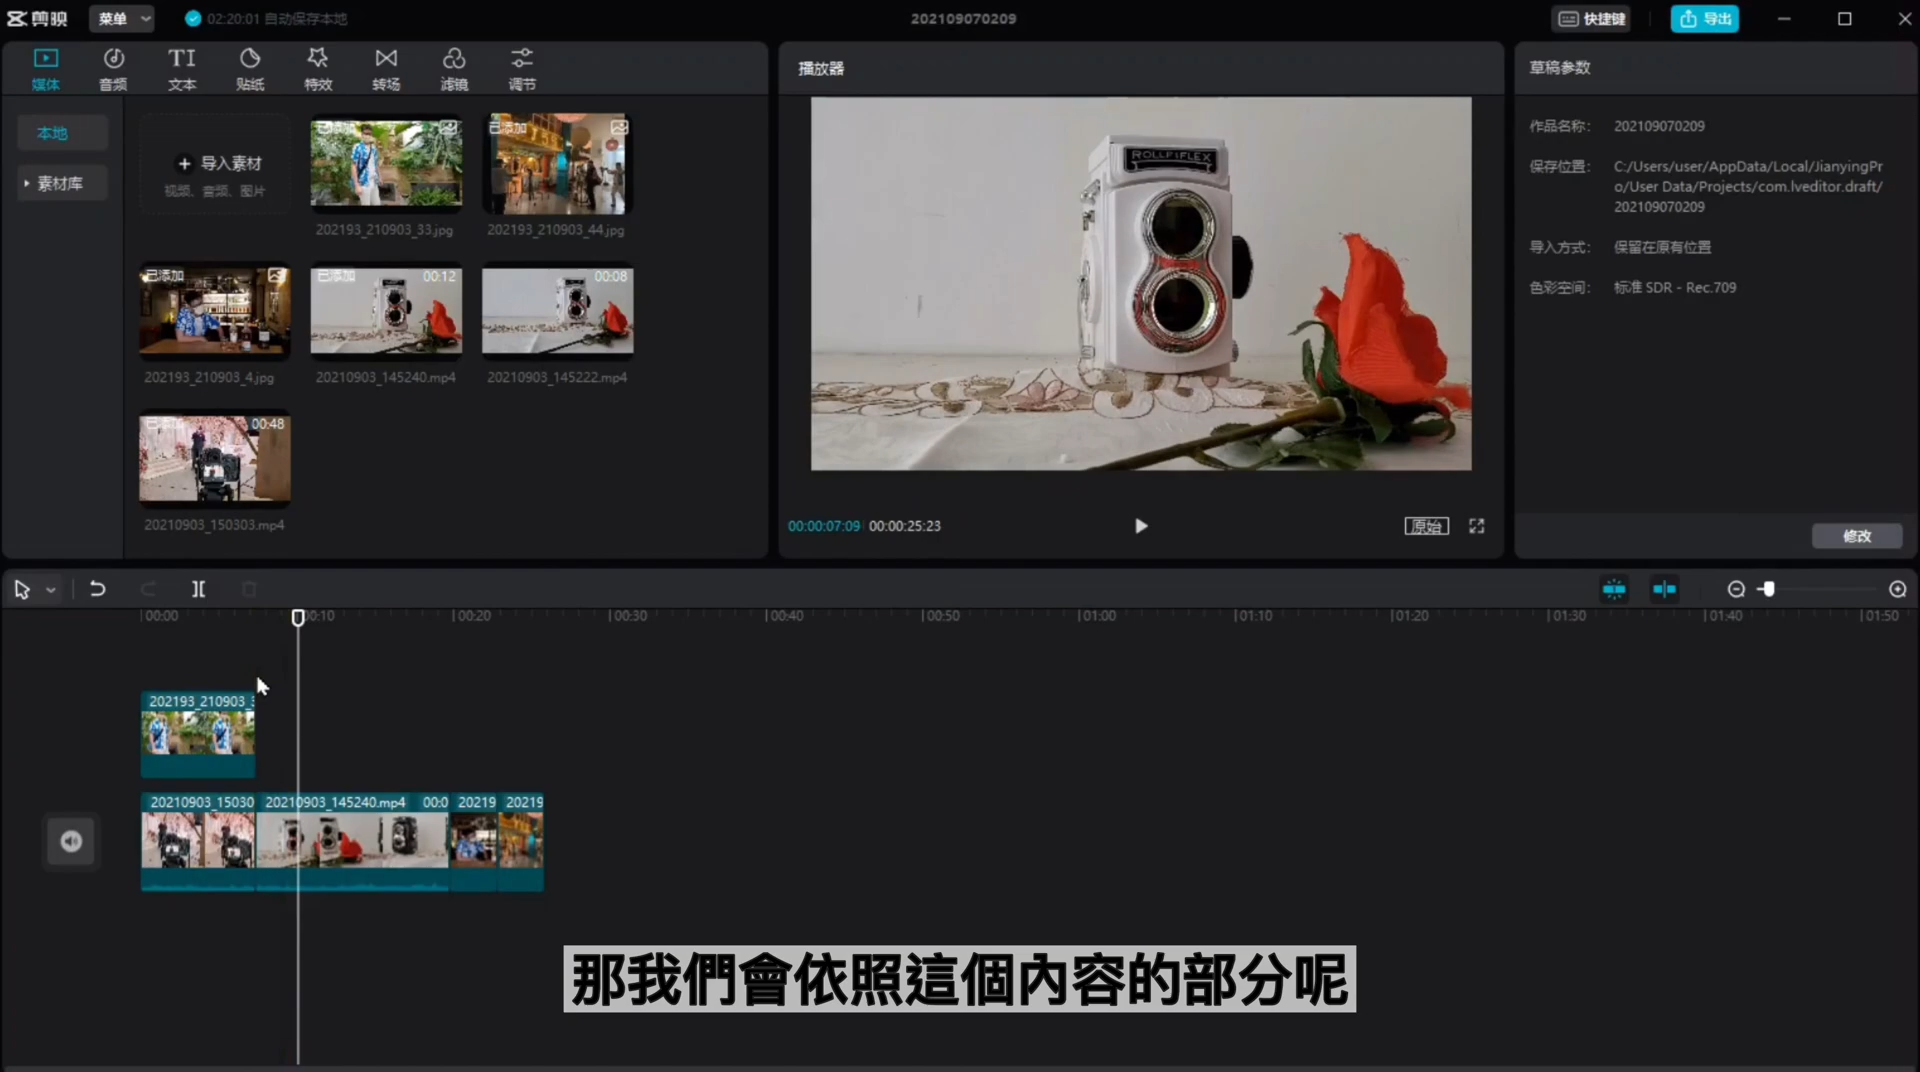 剪映
菜单
02:20:01 自动保存本地
202109070209
快捷键
导出
媒体
音频
文本
贴纸
特效
转场
滤镜
调节
本地
素材库
导入素材
视频、音频、图片
已添加
202193_210903_33.jpg
已添加
202193_210903_44.jpg
已添加
202193_210903_4.jpg
已添加 00:12
20210903_145240.mp4
00:08
20210903_145222.mp4
已添加 00:48
20210903_150303.mp4
播放器
ROLLFIFLEX
00:00:07:09 00:00:25:23
原始
草稿参数
作品名称: 202109070209
保存位置: C:/Users/user/AppData/Local/JianyingPr
o/User Data/Projects/com.lveditor.draft/
202109070209
导入方式: 保留在原有位置
色彩空间: 标准 SDR - Rec.709
修改
00:00 00:10 00:20 00:30 00:40 00:50 01:00 01:10 01:20 01:30 01:40 01:50
202193_210903_3
20210903_15030 20210903_145240.mp4 00:0 20219 20219
那我們會依照這個內容的部分呢